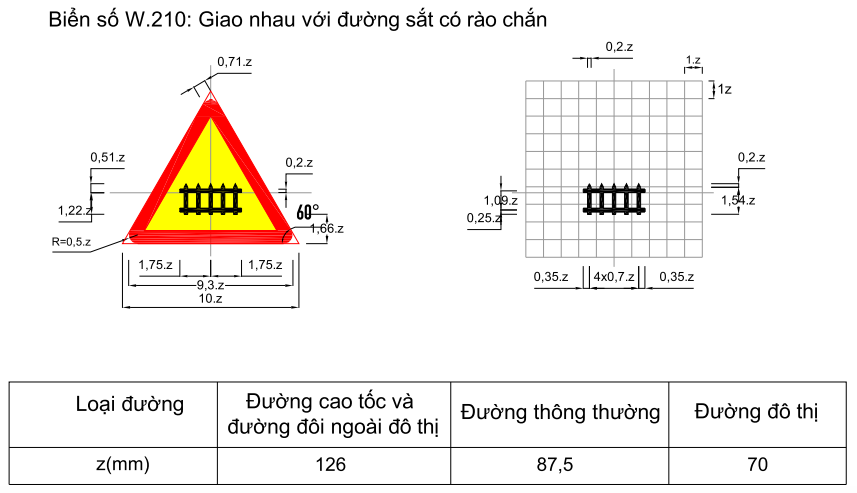 Biển số W.210: Giao nhau với đường sắt có rào chắn
0,71.z
0,51.z
0,2.z
1,22.z
60°
1,66.z
R=0,5.z
1,75.z
1,75.z
9,3.z
10.z
0,2.z
1.z
1z
0,2.z
1,09.z
1,54.z
0,25.z
0,35.z
4x0,7.z
0,35.z
Loại đường
Đường cao tốc và
đường đôi ngoài đô thị
Đường thông thường
Đường đô thị
z(mm)
126
87,5
70